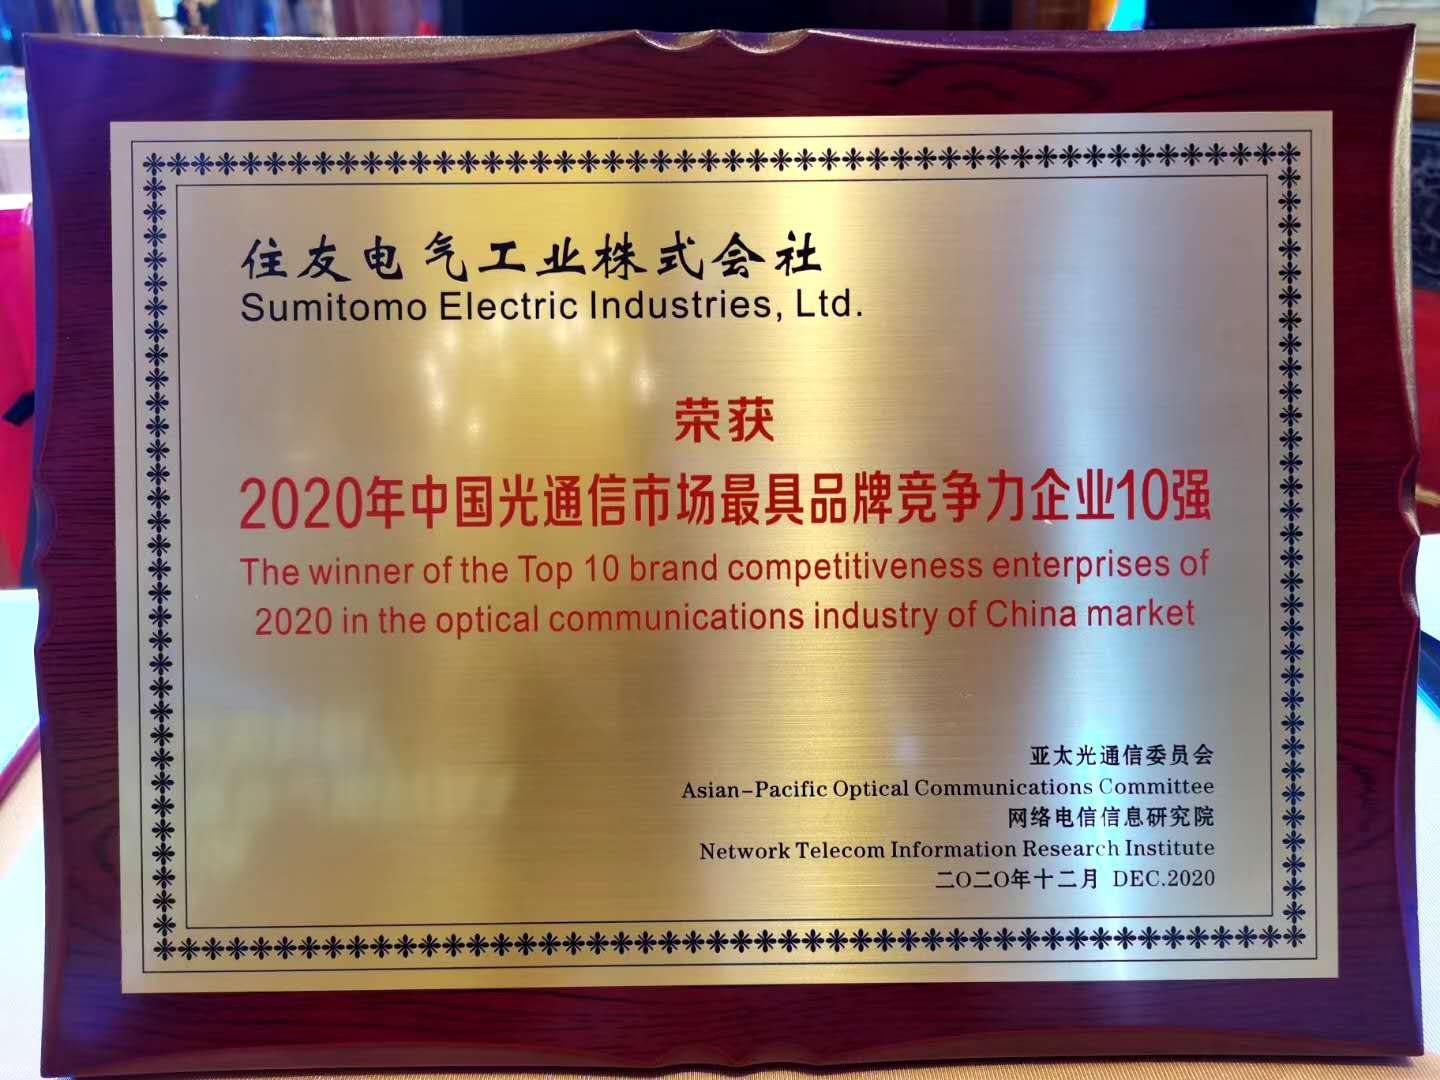 住友电气工业株式会社
Sumitomo Electric Industries, Ltd.
荣获
2020年中国光通信市场最具品牌竞争力企业10强
The winner of the Top 10 brand competitiveness enterprises of
2020 in the optical communications industry of China market
亚太光通信委员会
Asian-Pacific Optical Communications Committee
网络电信信息研究院
Network Telecom Information Research Institute
二〇二〇年十二月 DEC.2020